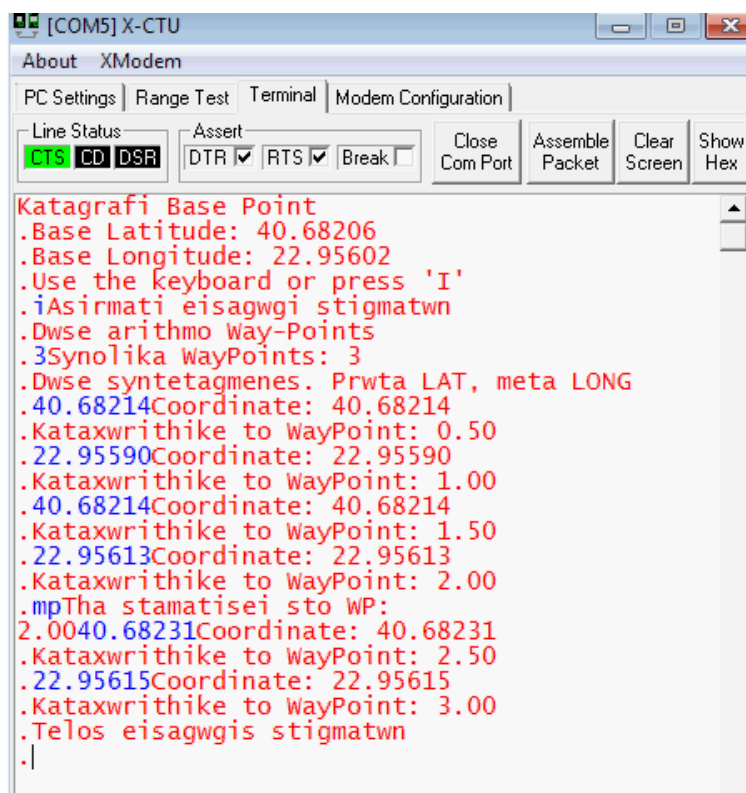 [COM5] X-CTU
About XModem
PC Settings Range Test Terminal Modem Configuration
Line Status Assert
CTS CD DSR DTR RTS Break Close Com Port Assemble Packet Clear Screen Show Hex
Katagrafi Base Point
.Base Latitude: 40.68206
.Base Longitude: 22.95602
.Use the keyboard or press 'I'
.iAsirmati eisagwgi stigmatwn
.Dwse arithmo Way-Points
.3Synolika WayPoints: 3
.Dwse syntetagmenes. Prwta LAT, meta LONG
.40.68214Coordinate: 40.68214
.Kataxwrithike to WayPoint: 0.50
.22.95590Coordinate: 22.95590
.Kataxwrithike to WayPoint: 1.00
.40.68214Coordinate: 40.68214
.Kataxwrithike to WayPoint: 1.50
.22.95613Coordinate: 22.95613
.Kataxwrithike to WayPoint: 2.00
.mpTha stamatisei sto WP:
2.0040.68231Coordinate: 40.68231
.Kataxwrithike to WayPoint: 2.50
.22.95615Coordinate: 22.95615
.Kataxwrithike to WayPoint: 3.00
.Telos eisagwgis stigmatwn
.